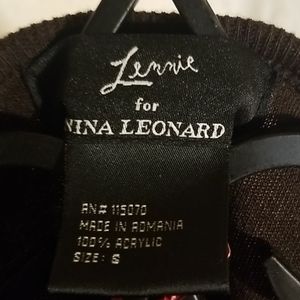 Lennie
for
NINA LEONARD
RN# 115070
MADE IN ROMANIA
100% ACRYLIC
SIZE: S